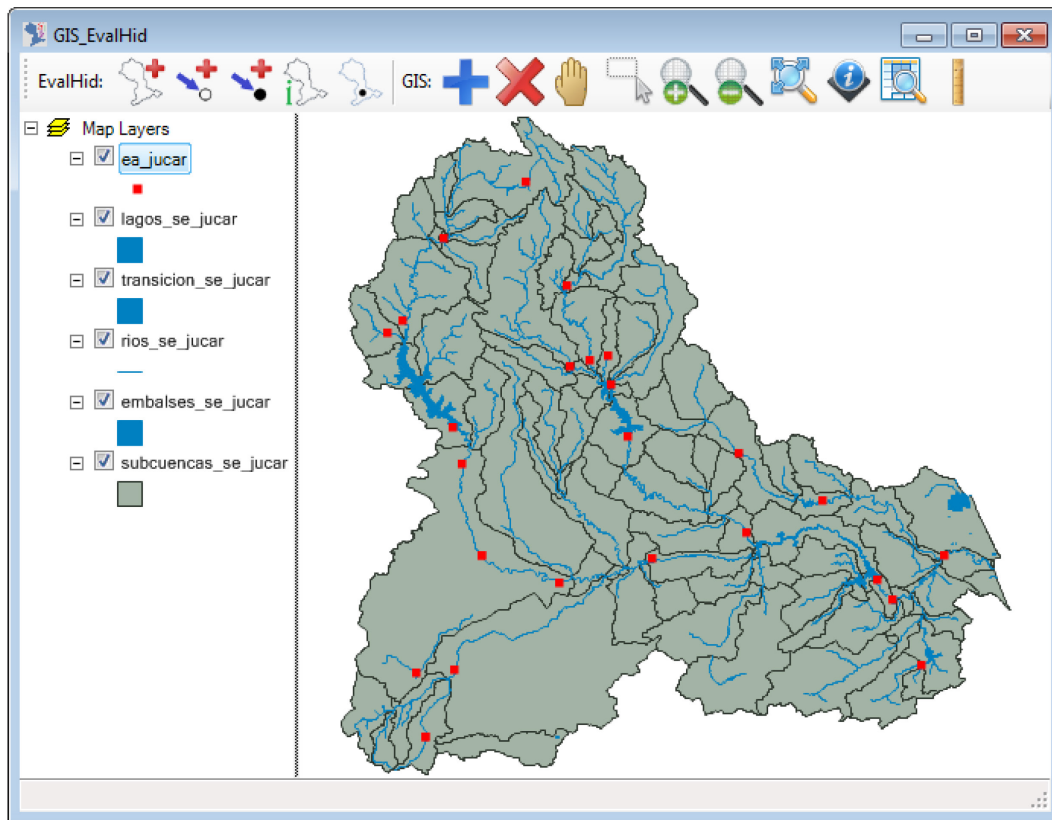 GIS_EvalHid
EvalHid:
GIS:
Map Layers
ea_jucar
lagos_se_jucar
transicion_se_jucar
rios_se_jucar
embalses_se_jucar
subcuencas_se_jucar